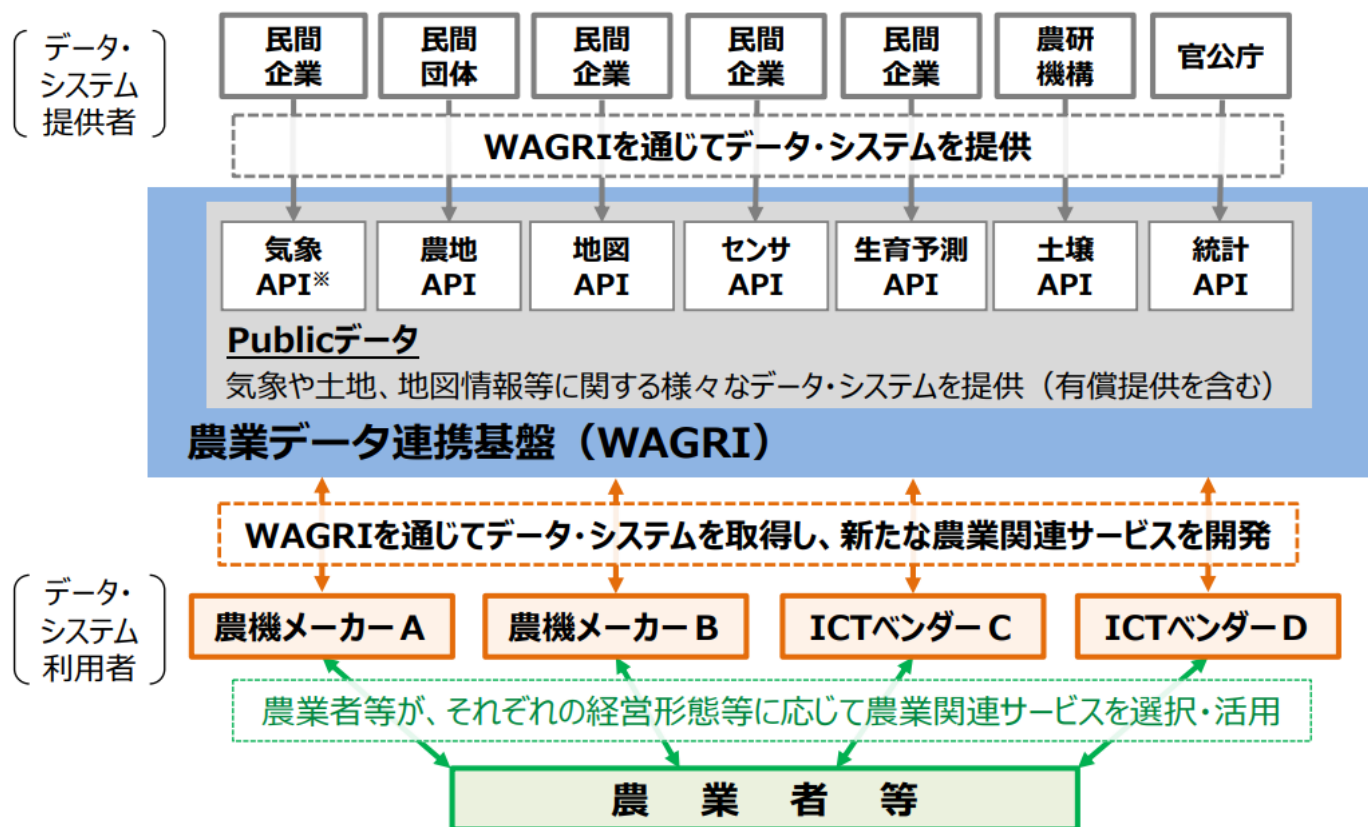 データ・
システム
提供者
民間
企業
民間
団体
民間
企業
民間
企業
民間
企業
農研
機構
官公庁
WAGRIを通じてデータ・システムを提供
気象
API※
農地
API
地図
API
センサ
API
生育予測
API
土壌
API
統計
API
Publicデータ
気象や土地、地図情報等に関する様々なデータ・システムを提供（有償提供を含む）
農業データ連携基盤（WAGRI）
WAGRIを通じてデータ・システムを取得し、新たな農業関連サービスを開発
データ・
システム
利用者
農機メーカーA
農機メーカーB
ICTベンダーC
ICTベンダーD
農業者等が、それぞれの経営形態等に応じて農業関連サービスを選択・活用
農業者等